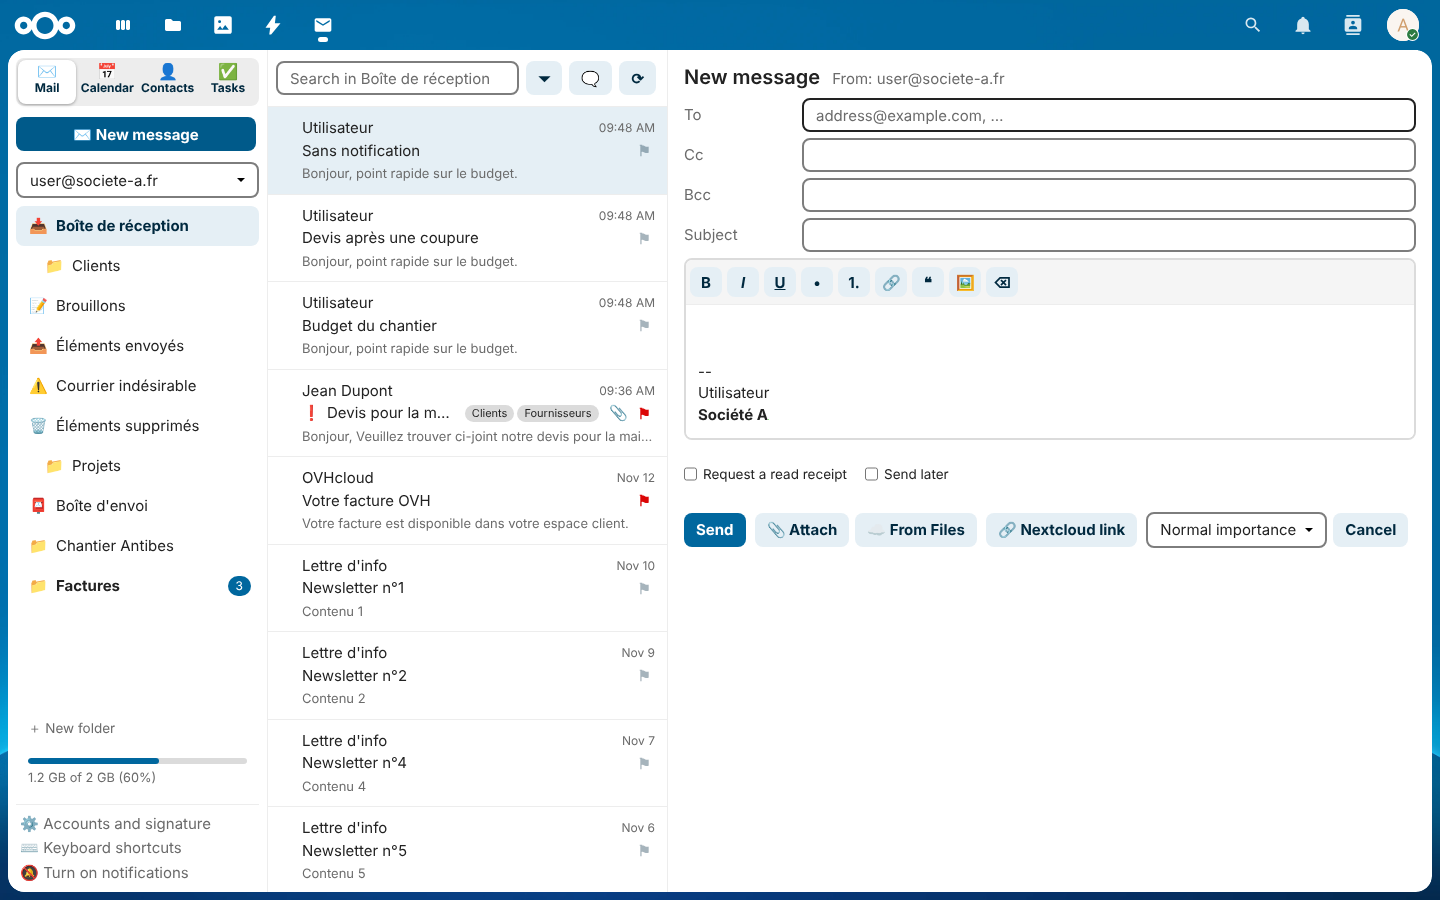 A
Mail
Calendar
Contacts
Tasks
New message
user@societe-a.fr
Boîte de réception
Clients
Brouillons
Éléments envoyés
Courrier indésirable
Éléments supprimés
Projets
Boîte d'envoi
Chantier Antibes
Factures 3
+ New folder
1.2 GB of 2 GB (60%)
Accounts and signature
Keyboard shortcuts
Turn on notifications
Search in Boîte de réception
Utilisateur 09:48 AM
Sans notification
Bonjour, point rapide sur le budget.
Utilisateur 09:48 AM
Devis après une coupure
Bonjour, point rapide sur le budget.
Utilisateur 09:48 AM
Budget du chantier
Bonjour, point rapide sur le budget.
Jean Dupont 09:36 AM
❗ Devis pour la m... Clients Fournisseurs
Bonjour, Veuillez trouver ci-joint notre devis pour la mai...
OVHcloud Nov 12
Votre facture OVH
Votre facture est disponible dans votre espace client.
Lettre d'info Nov 10
Newsletter n°1
Contenu 1
Lettre d'info Nov 9
Newsletter n°2
Contenu 2
Lettre d'info Nov 7
Newsletter n°4
Contenu 4
Lettre d'info Nov 6
Newsletter n°5
Contenu 5
New message From: user@societe-a.fr
To address@example.com, ...
Cc
Bcc
Subject
B I U • 1. ❝
--
Utilisateur
Société A
Request a read receipt Send later
Send Attach From Files Nextcloud link Normal importance Cancel